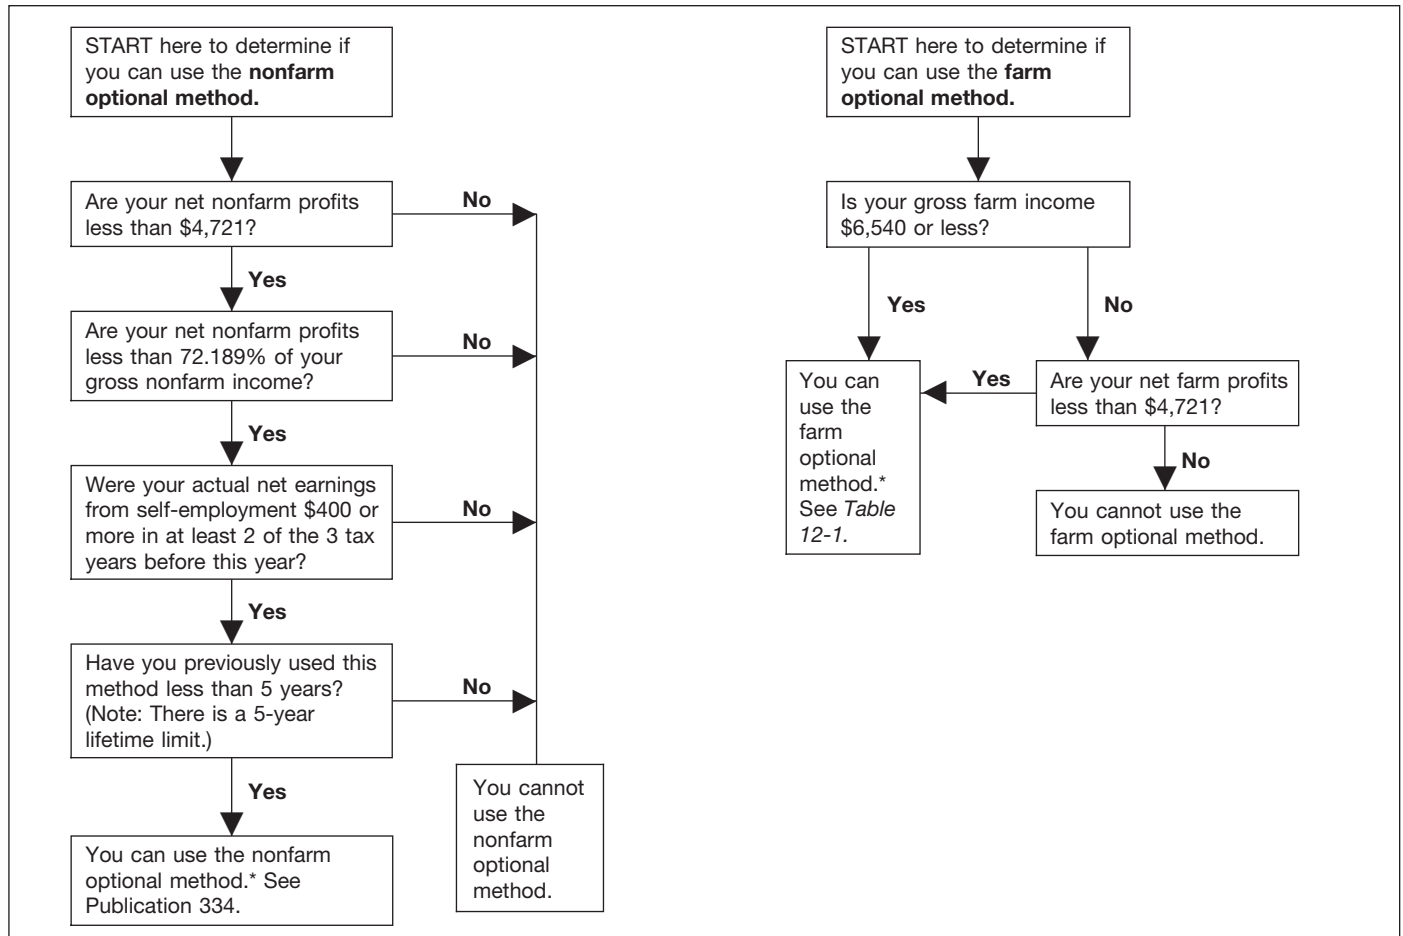 START here to determine if
you can use the nonfarm
optional method.
Are your net nonfarm profits
less than $4,721?
No
Yes
Are your net nonfarm profits
less than 72.189% of your
gross nonfarm income?
No
Yes
Were your actual net earnings
from self-employment $400 or
more in at least 2 of the 3 tax
years before this year?
No
Yes
Have you previously used this
method less than 5 years?
(Note: There is a 5-year
lifetime limit.)
No
Yes
You can use the nonfarm
optional method.* See
Publication 334.
You cannot
use the
nonfarm
optional
method.
START here to determine if
you can use the farm
optional method.
Is your gross farm income
$6,540 or less?
Yes
No
You can
use the
farm
optional
method.*
See Table
12-1.
Yes
Are your net farm profits
less than $4,721?
No
You cannot use the
farm optional method.